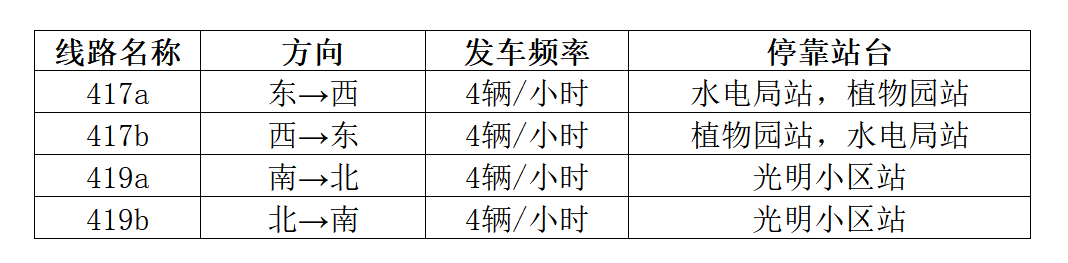 线路名称 方向 发车频率 停靠站台
417a 东→西 4辆/小时 水电局站，植物园站
417b 西→东 4辆/小时 植物园站，水电局站
419a 南→北 4辆/小时 光明小区站
419b 北→南 4辆/小时 光明小区站